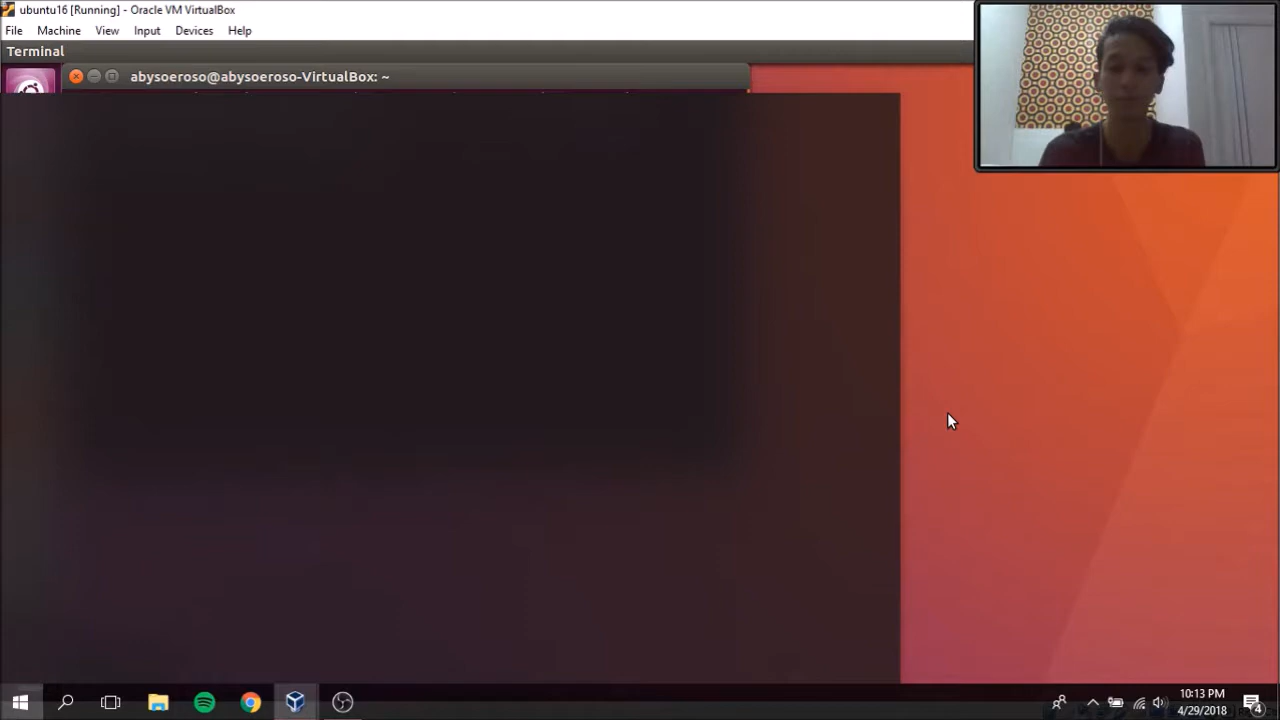 ubuntu16 [Running] - Oracle VM VirtualBox
File Machine View Input Devices Help
Terminal
abysoeroso@abysoeroso-VirtualBox: ~
10:13 PM
4/29/2018
4